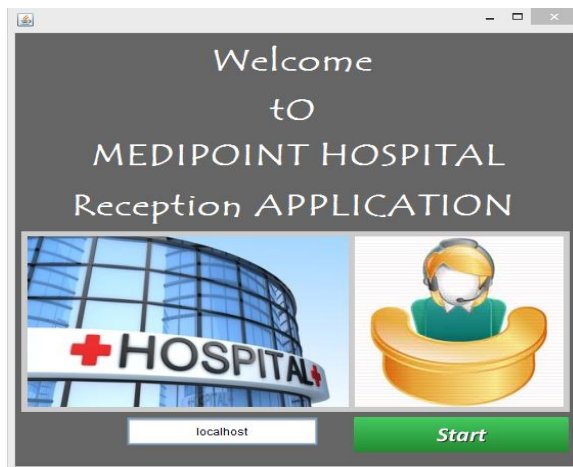 Welcome
tO
MEDIPOINT HOSPITAL
Reception APPLICATION
HOSPITAL
localhost
Start